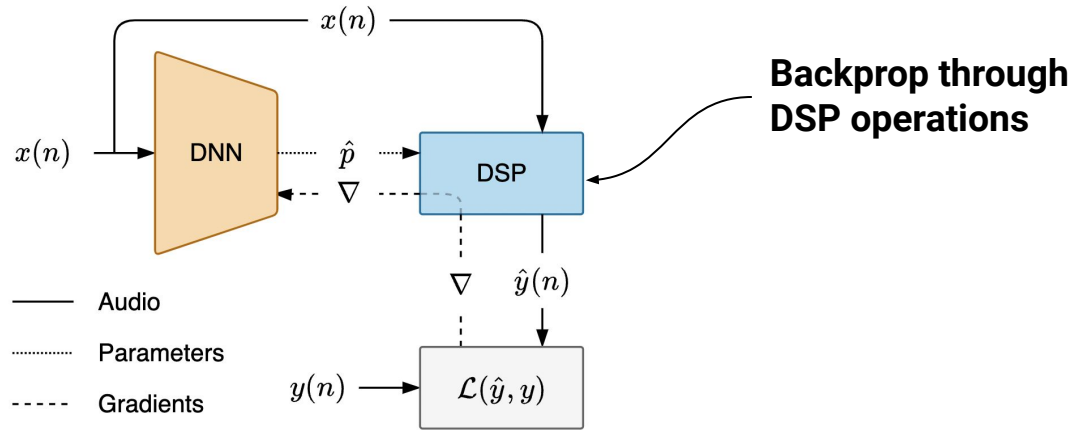 x(n)
Backprop through
DSP operations
x(n)
DNN
p̂
DSP
∇
∇
ŷ(n)
Audio
Parameters
Gradients
y(n)
ℒ(ŷ, y)